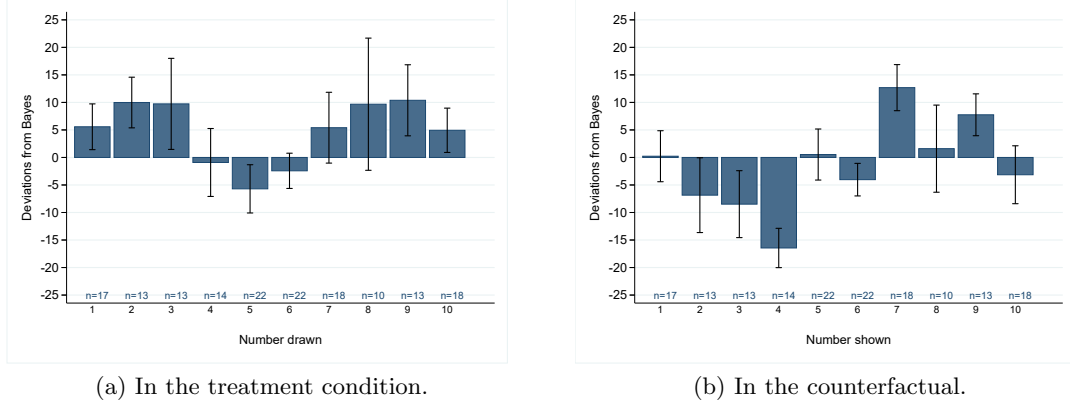 25
20
15
10
5
0
-5
-10
-15
-20
-25
Deviations from Bayes
n=17 n=13 n=13 n=14 n=22 n=22 n=18 n=10 n=13 n=18
1 2 3 4 5 6 7 8 9 10
Number drawn
(a) In the treatment condition.
25
20
15
10
5
0
-5
-10
-15
-20
-25
Deviations from Bayes
n=17 n=13 n=13 n=14 n=22 n=22 n=18 n=10 n=13 n=18
1 2 3 4 5 6 7 8 9 10
Number shown
(b) In the counterfactual.